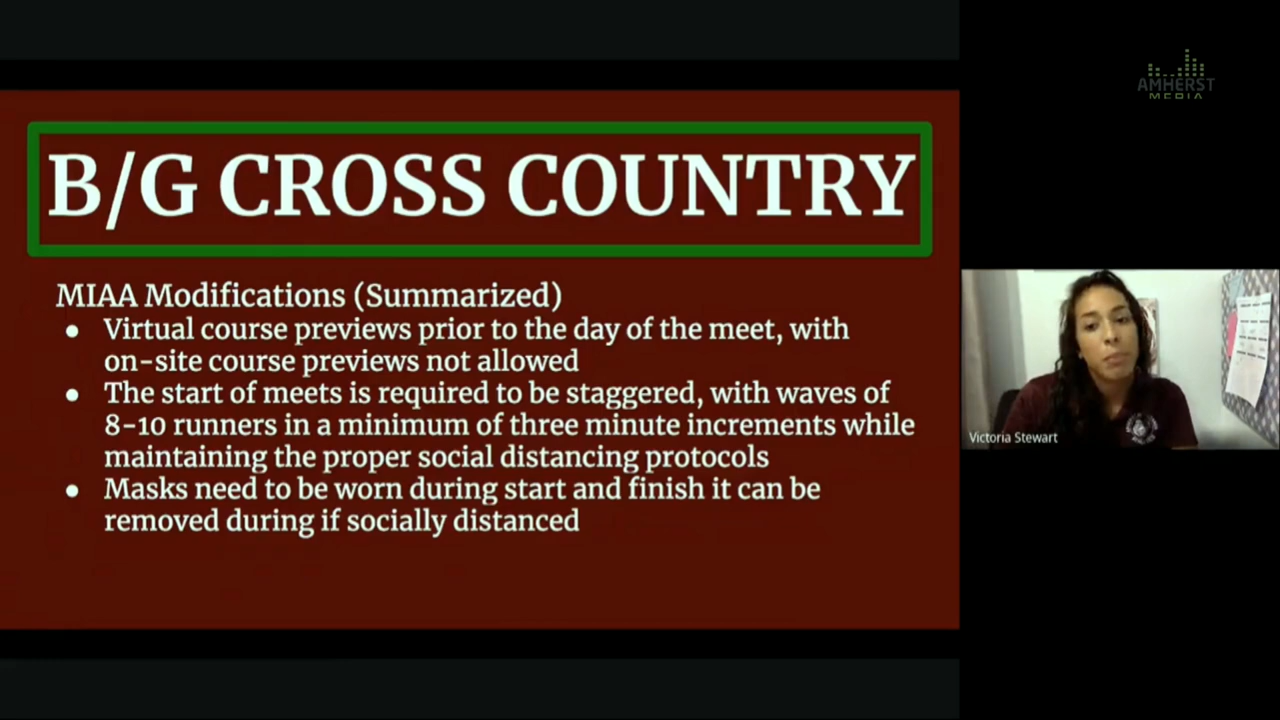 AMHERST
MEDIA
B/G CROSS COUNTRY
MIAA Modifications (Summarized)
● Virtual course previews prior to the day of the meet, with
on-site course previews not allowed
● The start of meets is required to be staggered, with waves of
8-10 runners in a minimum of three minute increments while
maintaining the proper social distancing protocols
● Masks need to be worn during start and finish it can be
removed during if socially distanced
Victoria Stewart